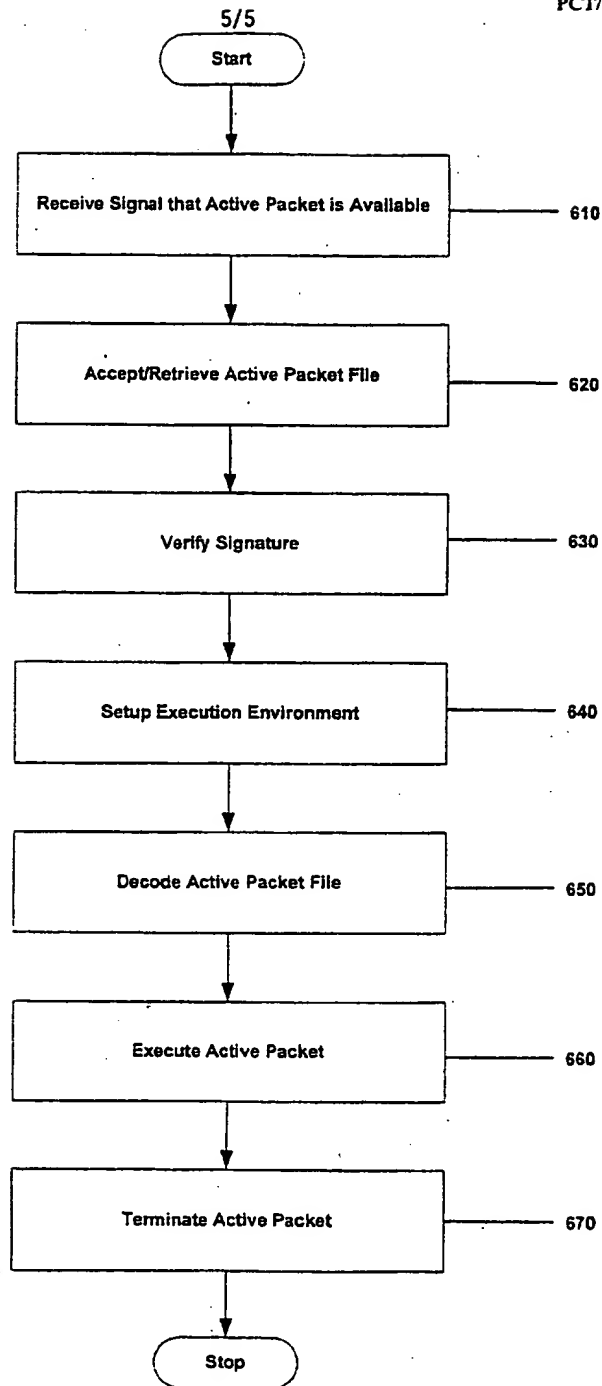 PCT/
5/5
Start
Receive Signal that Active Packet is Available
610
Accept/Retrieve Active Packet File
620
Verify Signature
630
Setup Execution Environment
640
Decode Active Packet File
650
Execute Active Packet
660
Terminate Active Packet
670
Stop